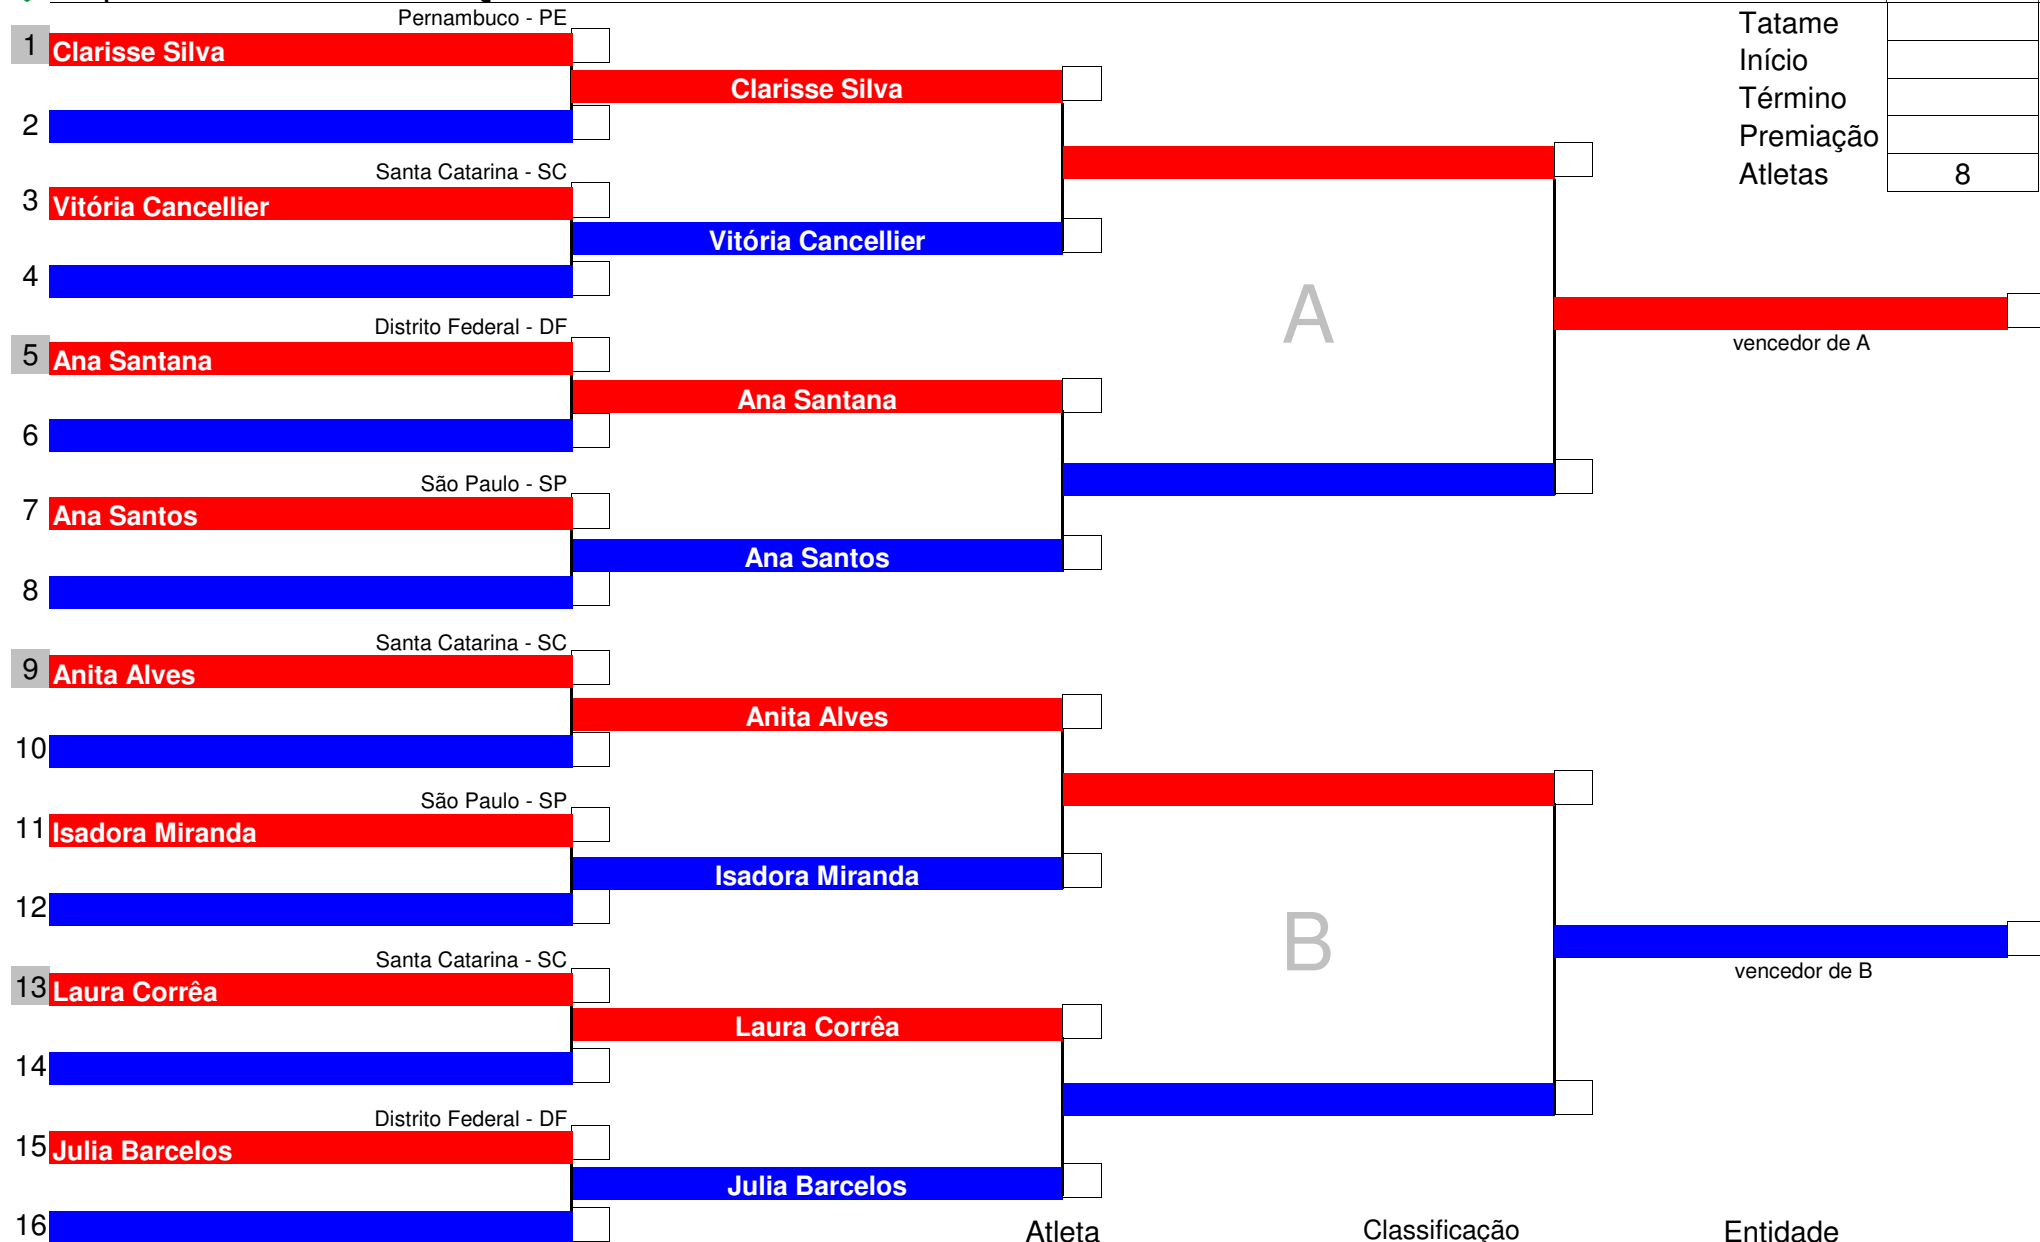 Pernambuco - PE
1 Clarisse Silva
Clarisse Silva
2
Santa Catarina - SC
3 Vitória Cancellier
Vitória Cancellier
4
Distrito Federal - DF
5 Ana Santana
Ana Santana
6
São Paulo - SP
7 Ana Santos
Ana Santos
8
A
vencedor de A
Tatame
Início
Término
Premiação
Atletas 8
Santa Catarina - SC
9 Anita Alves
Anita Alves
10
São Paulo - SP
11 Isadora Miranda
Isadora Miranda
12
Santa Catarina - SC
13 Laura Corrêa
Laura Corrêa
14
Distrito Federal - DF
15 Julia Barcelos
Julia Barcelos
16
B
vencedor de B
Atleta Classificação Entidade